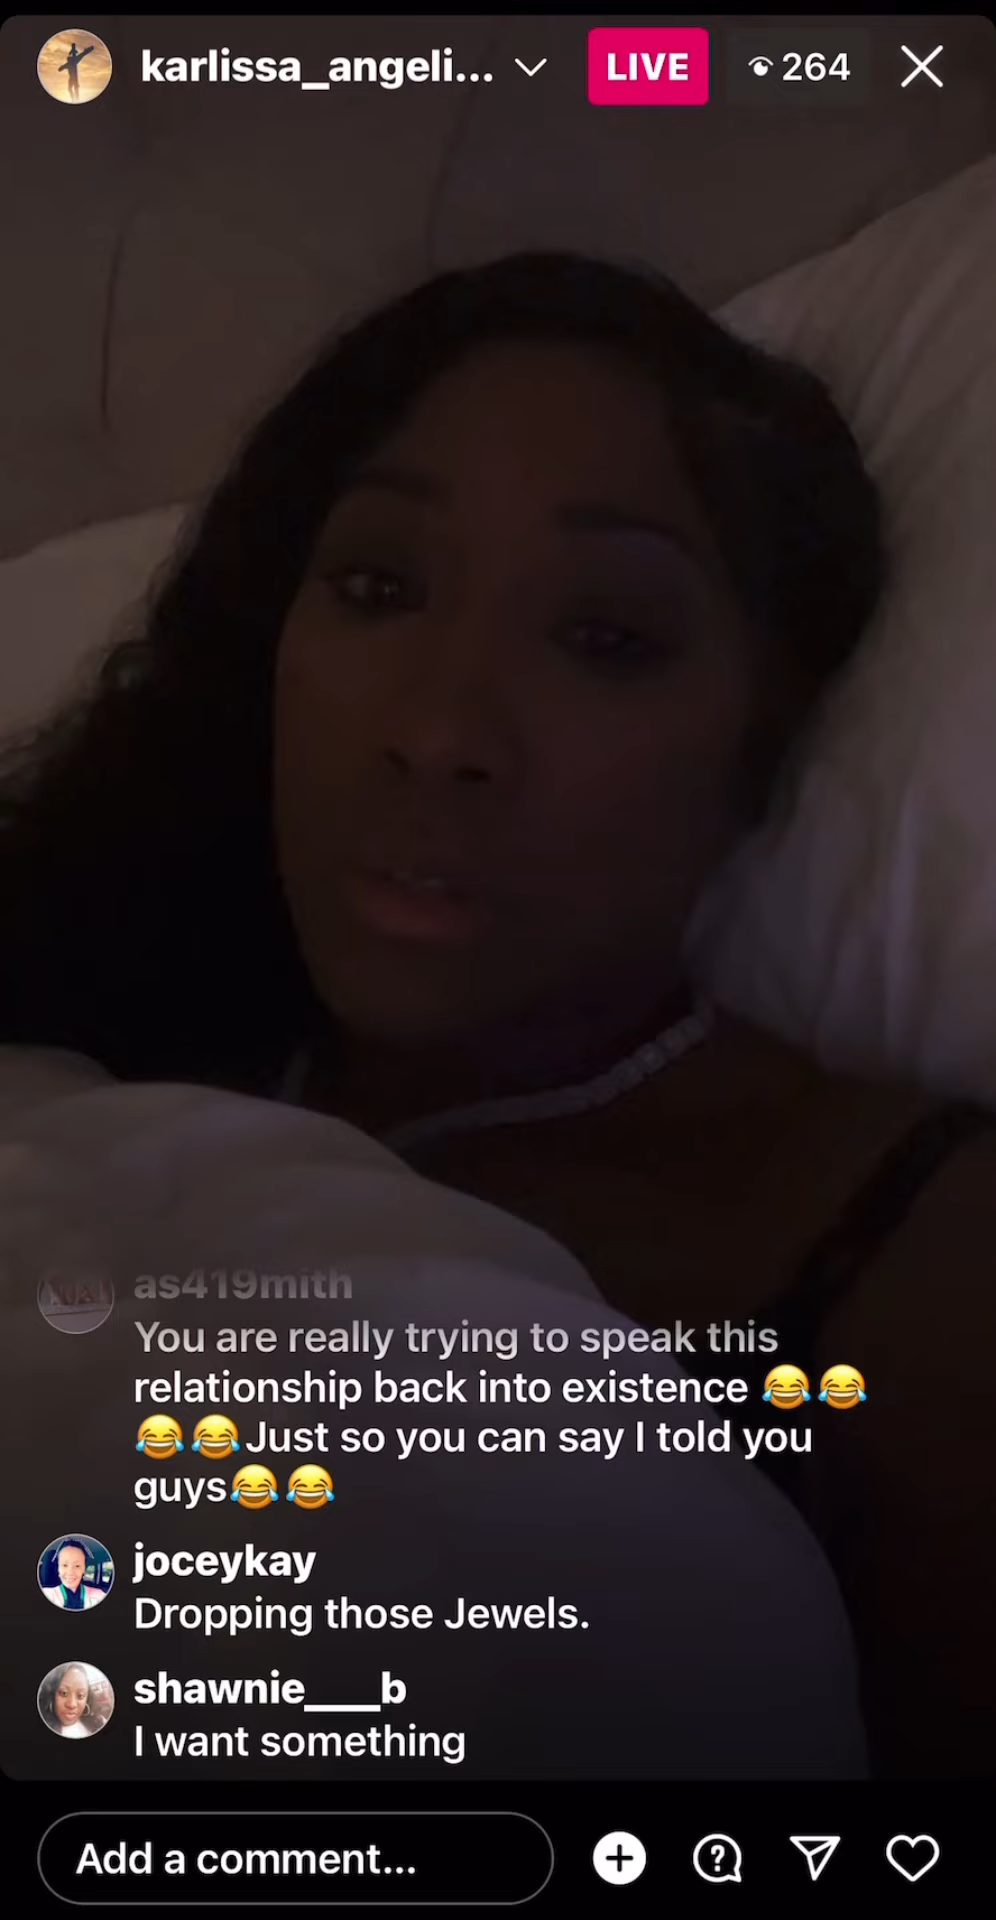 karlissa_angeli... LIVE 264
as419mith
You are really trying to speak this
relationship back into existence 😂😂
😂😂Just so you can say I told you
guys😂😂
joceykay
Dropping those Jewels.
shawnie___b
I want something
Add a comment...